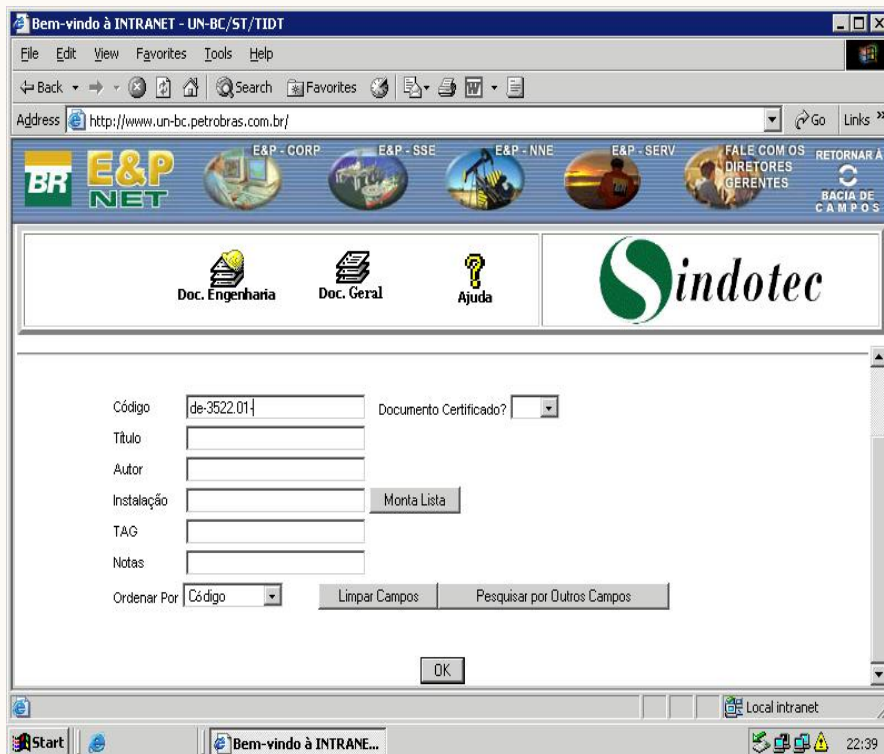 Bem-vindo à INTRANET - UN-BC/ST/TIDT
File Edit View Favorites Tools Help
Back Search Favorites
Address http://www.un-bc.petrobras.com.br/ Go Links »
BR E&P NET E&P - CORP E&P - SSE E&P - NNE E&P - SERV FALE COM OS DIRETORES GERENTES RETORNAR À BACIA DE CAMPOS
Doc. Engenharia Doc. Geral Ajuda Sindotec
Código de-3522.01- Documento Certificado?
Título
Autor
Instalação Monta Lista
TAG
Notas
Ordenar Por Código Limpar Campos Pesquisar por Outros Campos
OK
Local intranet
Start Bem-vindo à INTRANE... 22:39